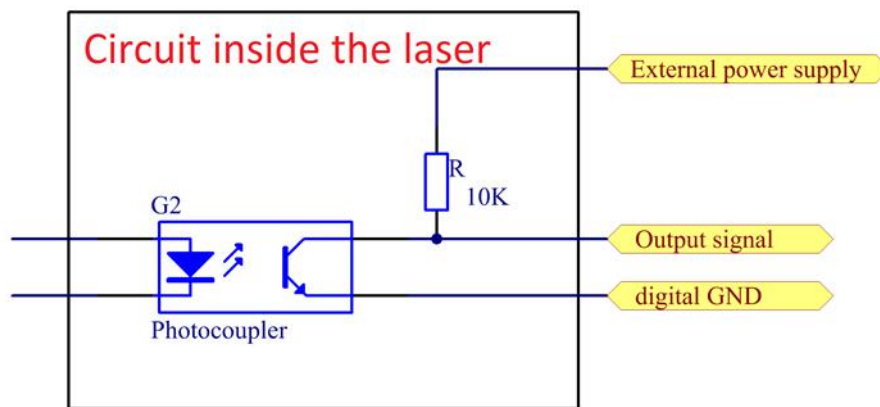 Circuit inside the laser
External power supply
R
10K
G2
Output signal
digital GND
Photocoupler